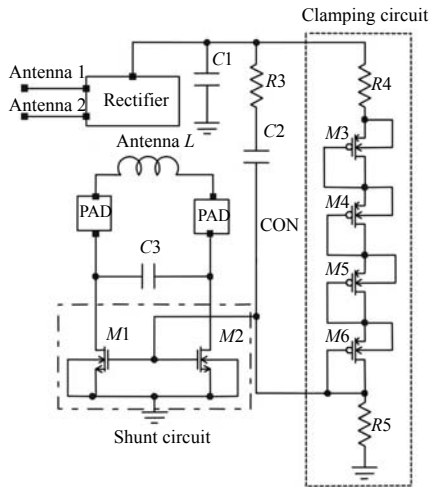 Clamping circuit
C1
R3
R4
Antenna 1
Antenna 2
Rectifier
Antenna L
C2
M3
PAD
PAD
M4
CON
C3
M5
M1
M2
M6
Shunt circuit
R5